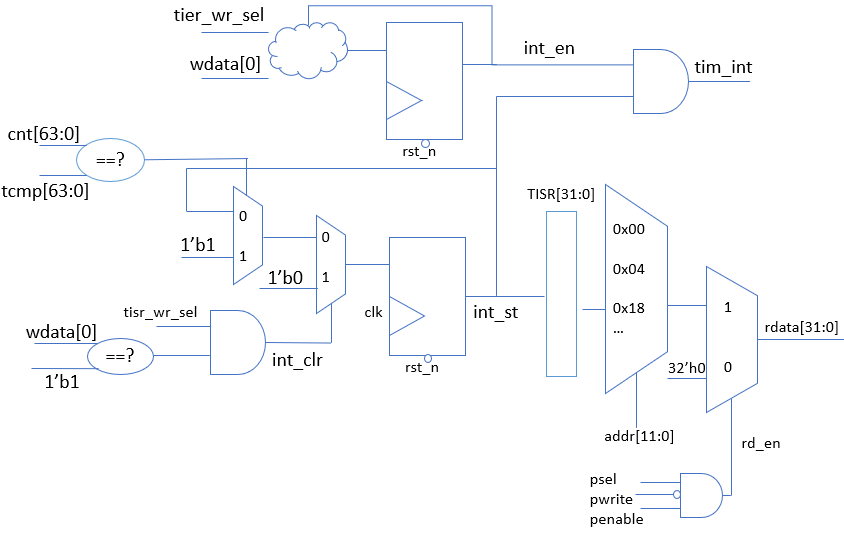 tier_wr_sel
wdata[0]
int_en
tim_int
rst_n
cnt[63:0]
==?
tcmp[63:0]
0
1'b1
1
0
1'b0
1
TISR[31:0]
0x00
0x04
0x18
...
clk
int_st
rst_n
tisr_wr_sel
wdata[0]
==?
1'b1
int_clr
1
rdata[31:0]
32'h0
0
addr[11:0]
rd_en
psel
pwrite
penable